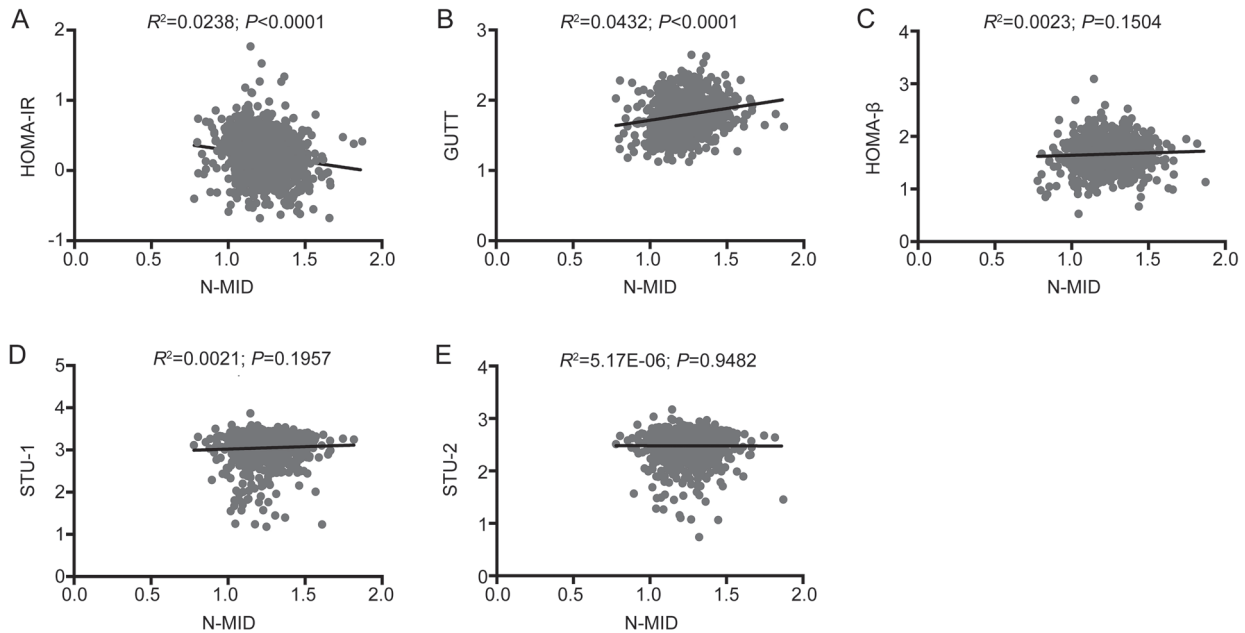 A
R²=0.0238; P<0.0001
2
1
0
-1
HOMA-IR
0.0 0.5 1.0 1.5 2.0
N-MID
B
R²=0.0432; P<0.0001
3
2
1
0
GUTT
0.0 0.5 1.0 1.5 2.0
N-MID
C
R²=0.0023; P=0.1504
4
3
2
1
0
HOMA-β
0.0 0.5 1.0 1.5 2.0
N-MID
D
R²=0.0021; P=0.1957
5
4
3
2
1
0
STU-1
0.0 0.5 1.0 1.5 2.0
N-MID
E
R²=5.17E-06; P=0.9482
4
3
2
1
0
STU-2
0.0 0.5 1.0 1.5 2.0
N-MID